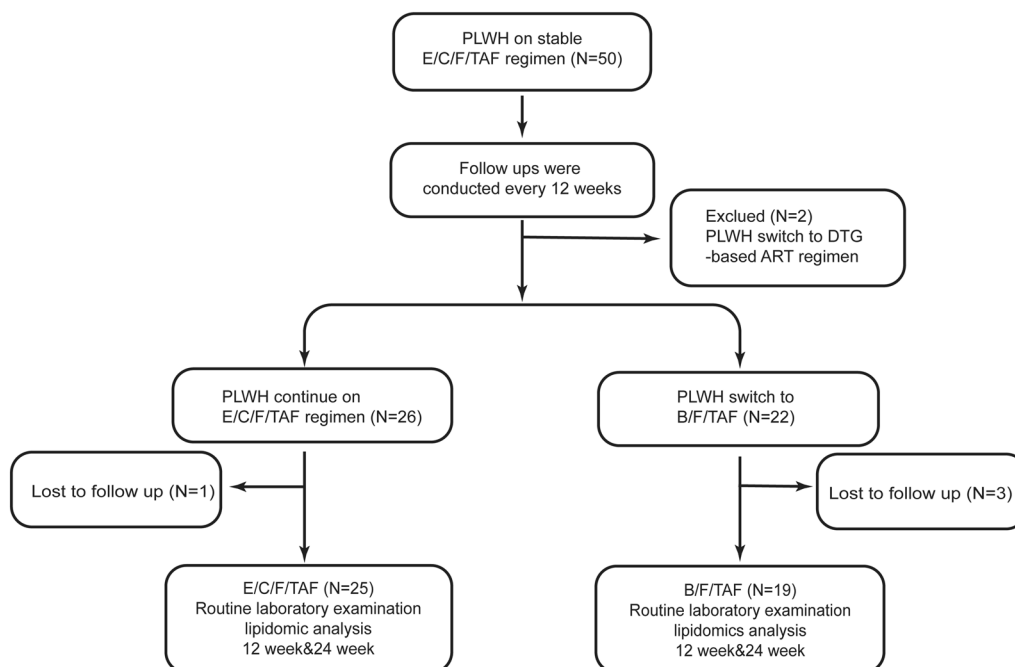 PLWH on stable
E/C/F/TAF regimen (N=50)
Follow ups were
conducted every 12 weeks
Exclued (N=2)
PLWH switch to DTG
-based ART regimen
PLWH continue on
E/C/F/TAF regimen (N=26)
PLWH switch to
B/F/TAF (N=22)
Lost to follow up (N=1)
Lost to follow up (N=3)
E/C/F/TAF (N=25)
Routine laboratory examination
lipidomic analysis
12 week&24 week
B/F/TAF (N=19)
Routine laboratory examination
lipidomics analysis
12 week&24 week